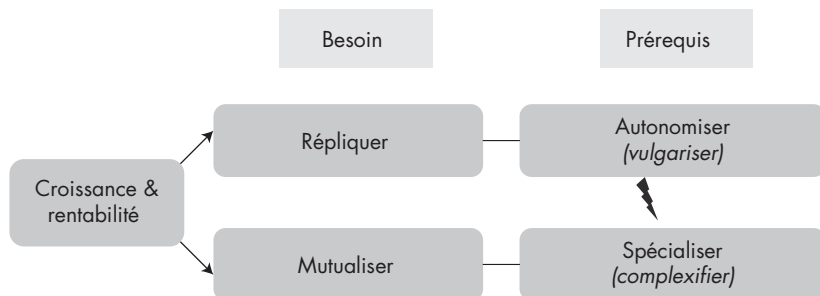 Besoin
Prérequis
Répliquer
Autonomiser
(vulgariser)
Croissance &
rentabilité
Mutualiser
Spécialiser
(complexifier)